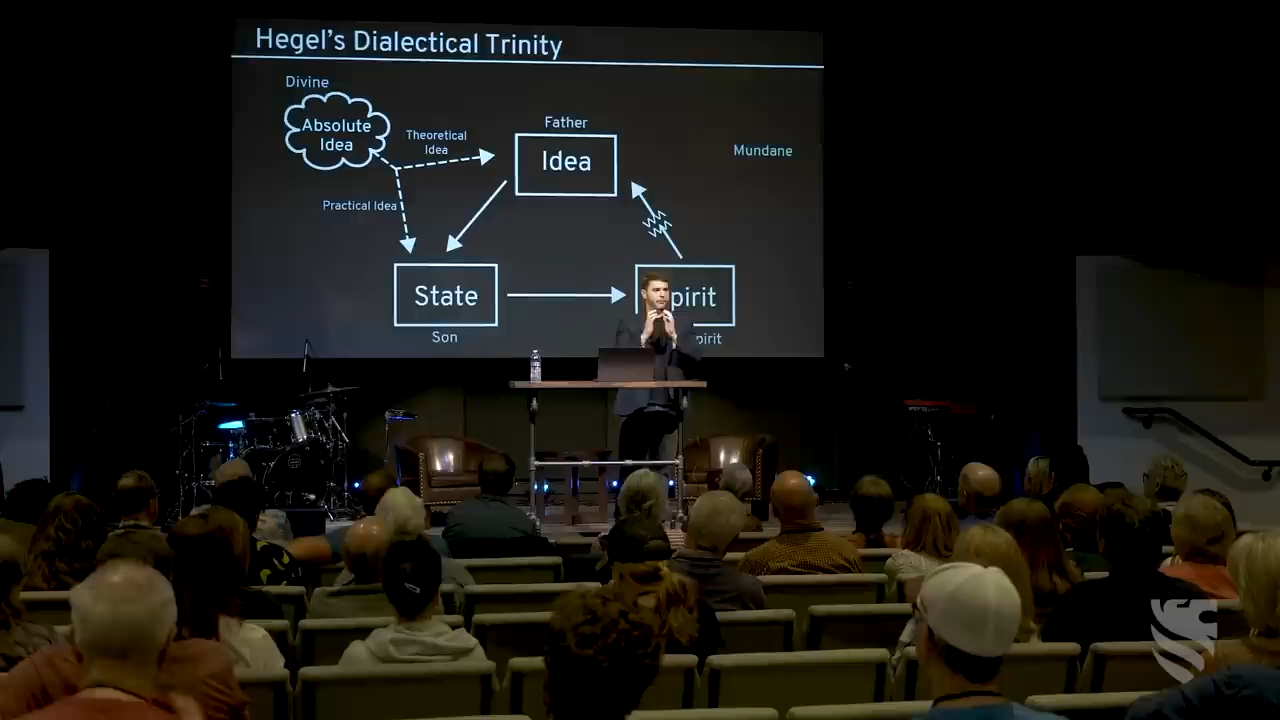 Hegel's Dialectical Trinity
Divine
Absolute
Idea
Theoretical
Idea
Father
Idea
Mundane
Practical Idea
State
Son
pirit
pirit